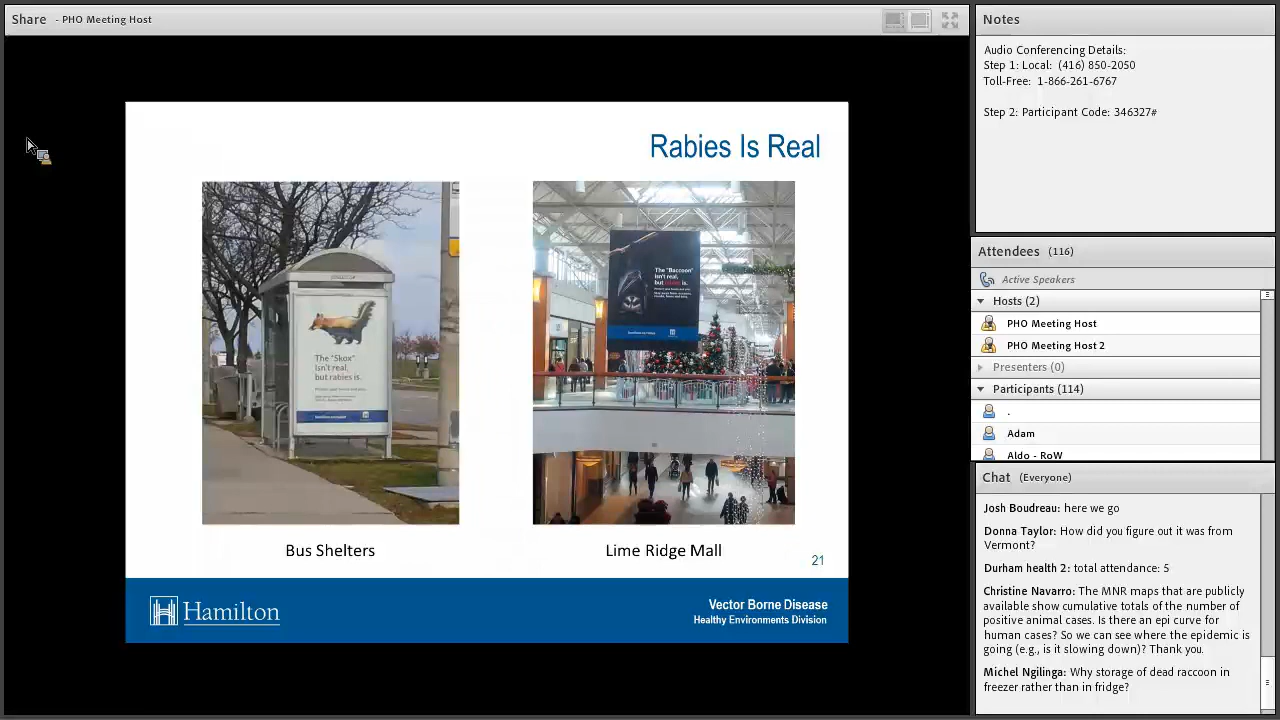 Share - PHO Meeting Host
Rabies Is Real
The "Skox"
isn't real,
but rabies is.
The "Baccoon"
isn't real,
but rabies is.
Bus Shelters
Lime Ridge Mall
21
Hamilton
Vector Borne Disease
Healthy Environments Division
Notes
Audio Conferencing Details:
Step 1: Local: (416) 850-2050
Toll-Free: 1-866-261-6767
Step 2: Participant Code: 346327#
Attendees (116)
Active Speakers
Hosts (2)
PHO Meeting Host
PHO Meeting Host 2
Presenters (0)
Participants (114)
.
Adam
Aldo - RoW
Chat (Everyone)
Josh Boudreau: here we go
Donna Taylor: How did you figure out it was from
Vermont?
Durham health 2: total attendance: 5
Christine Navarro: The MNR maps that are publicly
available show cumulative totals of the number of
positive animal cases. Is there an epi curve for
human cases? So we can see where the epidemic is
going (e.g., is it slowing down)? Thank you.
Michel Ngilinga: Why storage of dead raccoon in
freezer rather than in fridge?